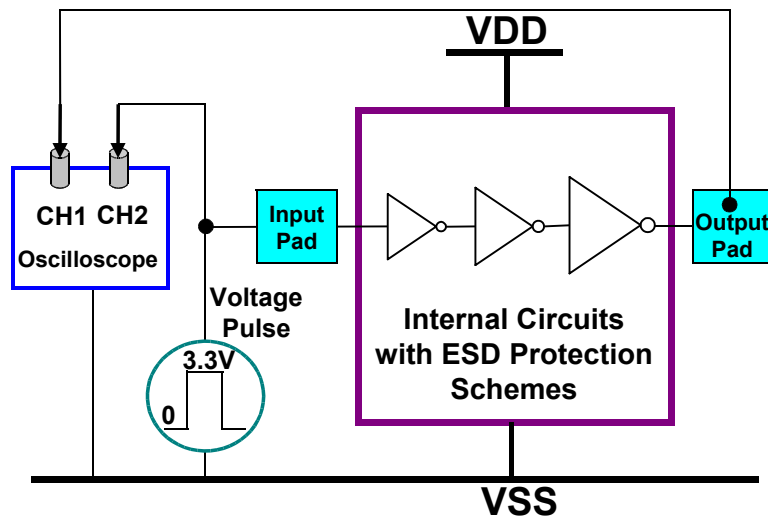 VDD
CH1 CH2
Oscilloscope
Input
Pad
Output
Pad
Voltage
Pulse
3.3V
0
Internal Circuits
with ESD Protection
Schemes
VSS